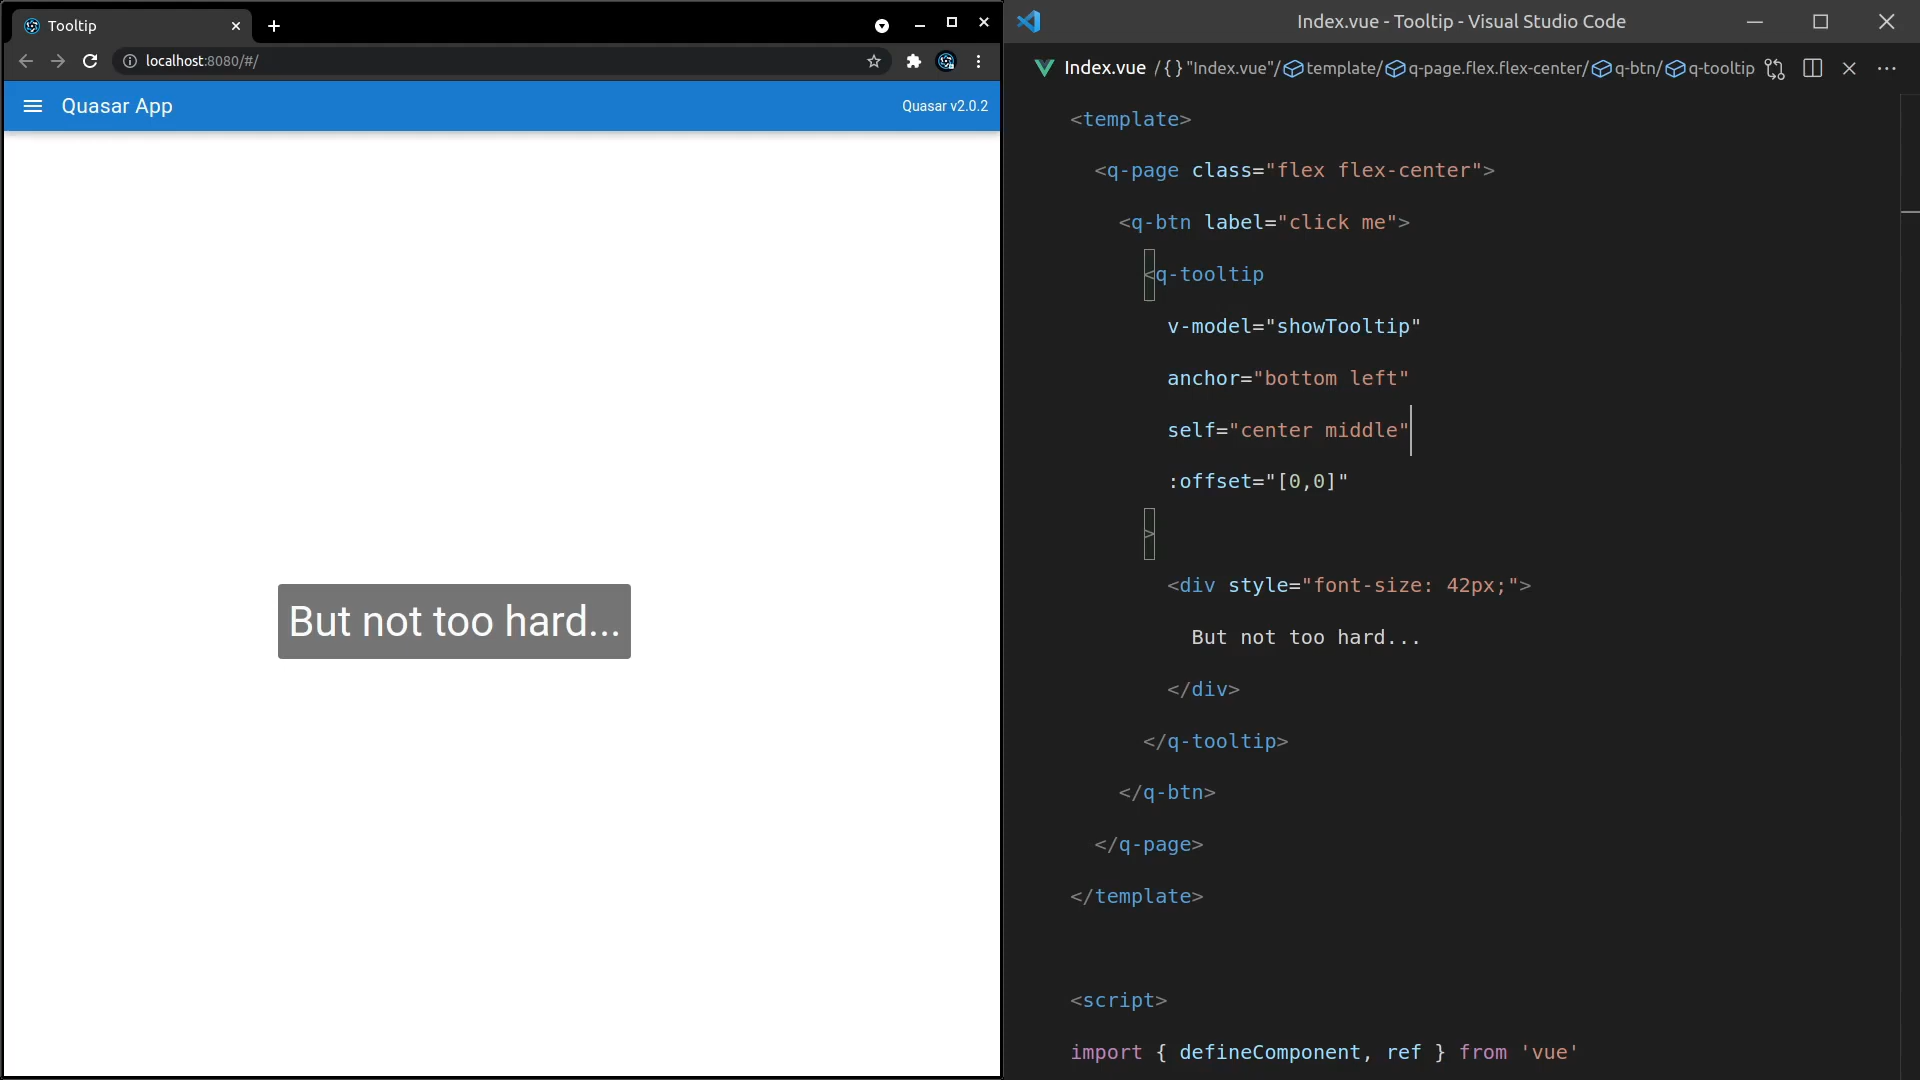 Tooltip
localhost:8080/#/
Quasar App
Quasar v2.0.2
But not too hard...
Index.vue - Tooltip - Visual Studio Code
Index.vue /{}"Index.vue"/template/q-page.flex.flex-center/q-btn/q-tooltip
<template>
<q-page class="flex flex-center">
<q-btn label="click me">
<q-tooltip
v-model="showTooltip"
anchor="bottom left"
self="center middle"
:offset="[0,0]"
>
<div style="font-size: 42px;">
But not too hard...
</div>
</q-tooltip>
</q-btn>
</q-page>
</template>
<script>
import { defineComponent, ref } from 'vue'